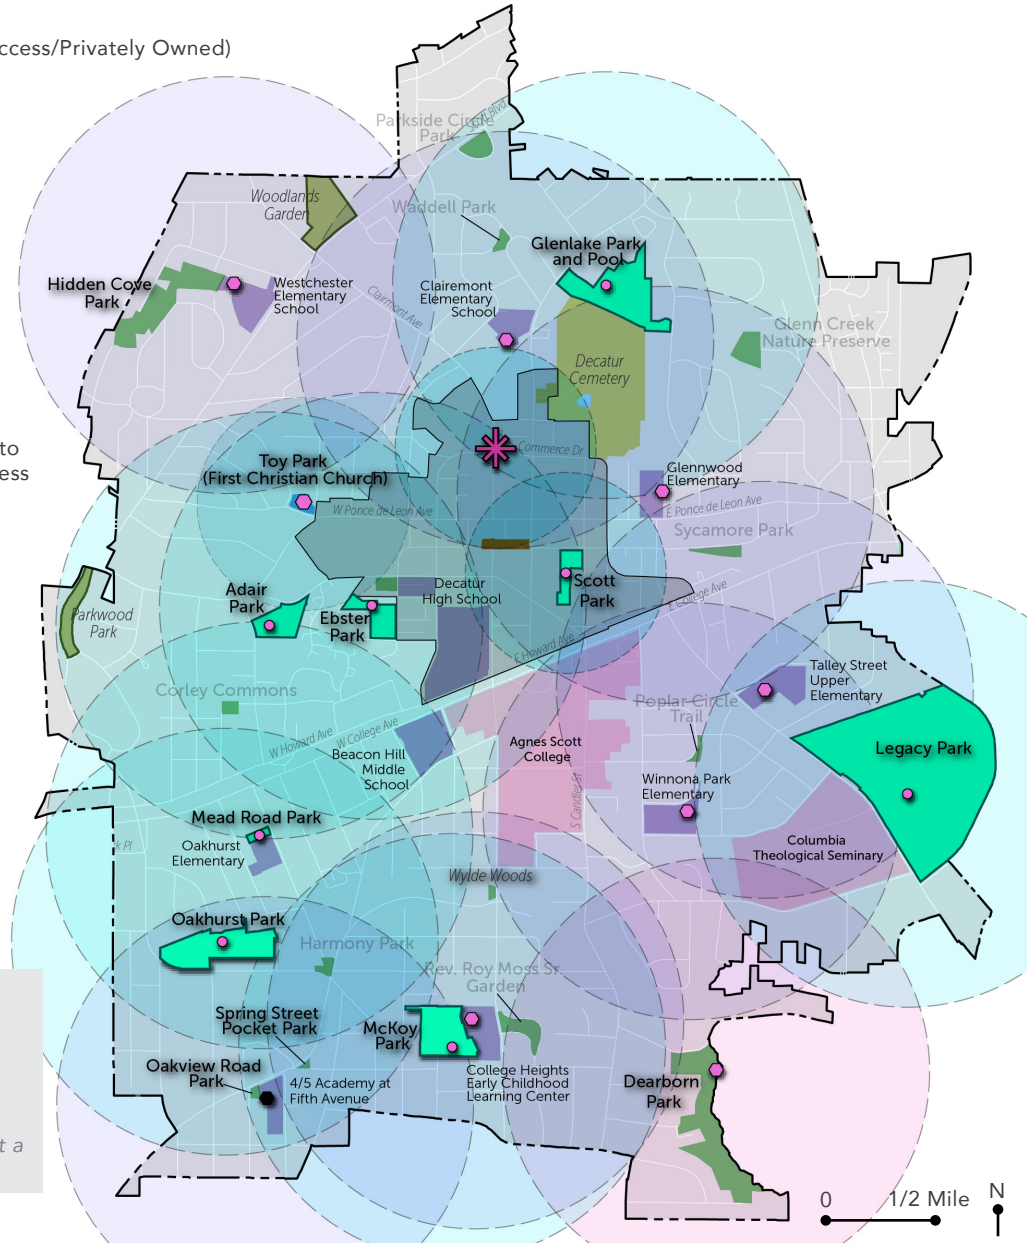 ccess/Privately Owned)
Parkside Circle
Park
Scott Blvd
Woodlands
Garden
Waddell Park
Glenlake Park
and Pool
Hidden Cove
Park
Westchester
Elementary
School
Clairemont
Elementary
School
Clairmont Ave
Glenn Creek
Nature Preserve
Decatur
Cemetery
to
ess
Commerce Dr
Toy Park
(First Christian Church)
Glennwood
Elementary
W Ponce de Leon Ave
E Ponce de Leon Ave
Sycamore Park
Adair
Park
Ebster
Park
Decatur
High School
Scott
Park
E College Ave
Parkwood
Park
E Howard Ave
Talley Street
Upper
Elementary
Corley Commons
Poplar Circle
Trail
W Howard Ave
W College Ave
Beacon Hill
Middle
School
Agnes Scott
College
Legacy Park
Winnona Park
Elementary
S Candler St
Mead Road Park
k Pl
Oakhurst
Elementary
Columbia
Theological Seminary
Wylde Woods
Oakhurst Park
Harmony Park
Rev. Roy Moss Sr.
Garden
Spring Street
Pocket Park
McKoy
Park
Oakview Road
Park
4/5 Academy at
Fifth Avenue
College Heights
Early Childhood
Learning Center
Dearborn
Park
t a
0 1/2 Mile N